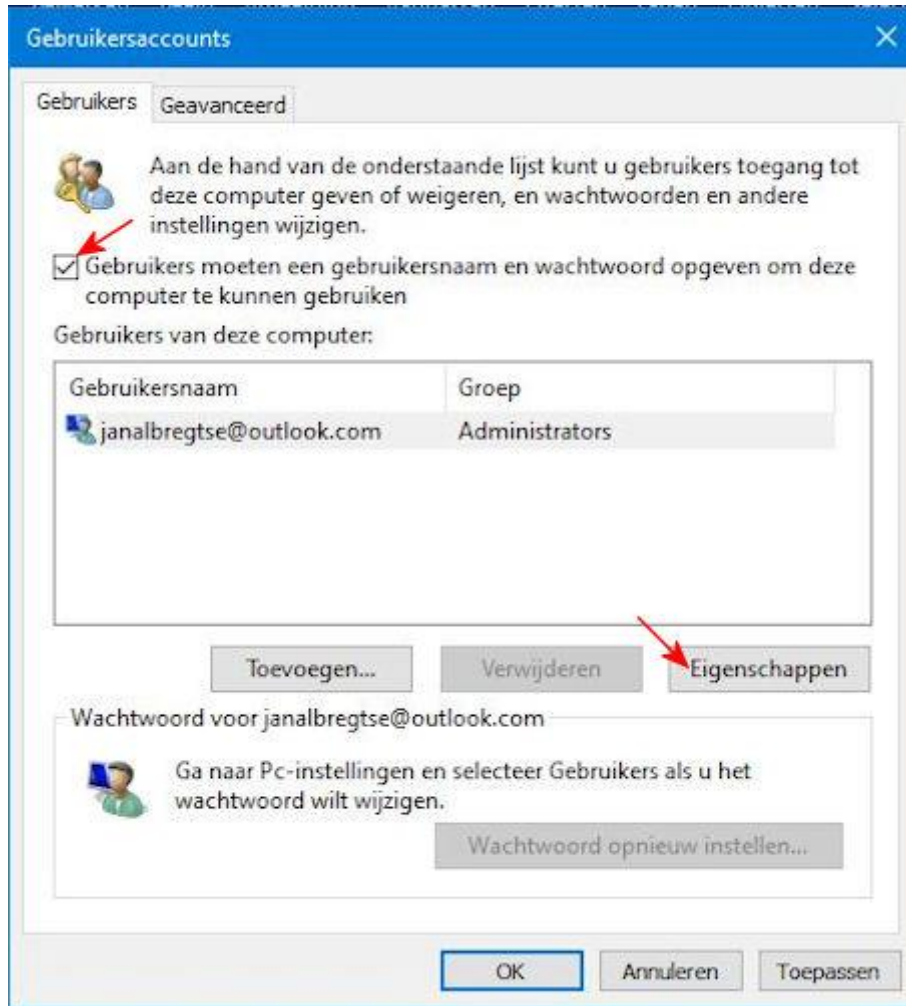 Gebruikersaccounts
Gebruikers
Geavanceerd
Aan de hand van de onderstaande lijst kunt u gebruikers toegang tot
deze computer geven of weigeren, en wachtwoorden en andere
instellingen wijzigen.
Gebruikers moeten een gebruikersnaam en wachtwoord opgeven om deze
computer te kunnen gebruiken
Gebruikers van deze computer:
Gebruikersnaam Groep
janalbregtse@outlook.com Administrators
Toevoegen... Verwijderen Eigenschappen
Wachtwoord voor janalbregtse@outlook.com
Ga naar Pc-instellingen en selecteer Gebruikers als u het
wachtwoord wilt wijzigen.
Wachtwoord opnieuw instellen...
OK Annuleren Toepassen